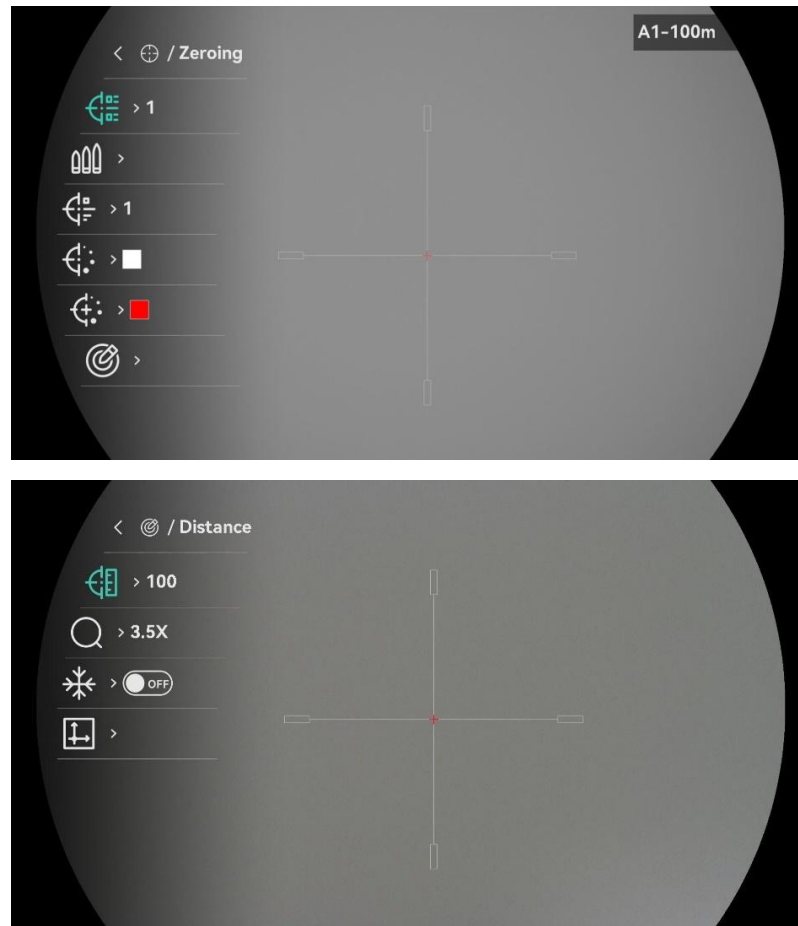 A1-100m
< / Zeroing
> 1
>
> 1
>
>
>
< / Distance
> 100
> 3.5X
> OFF
>